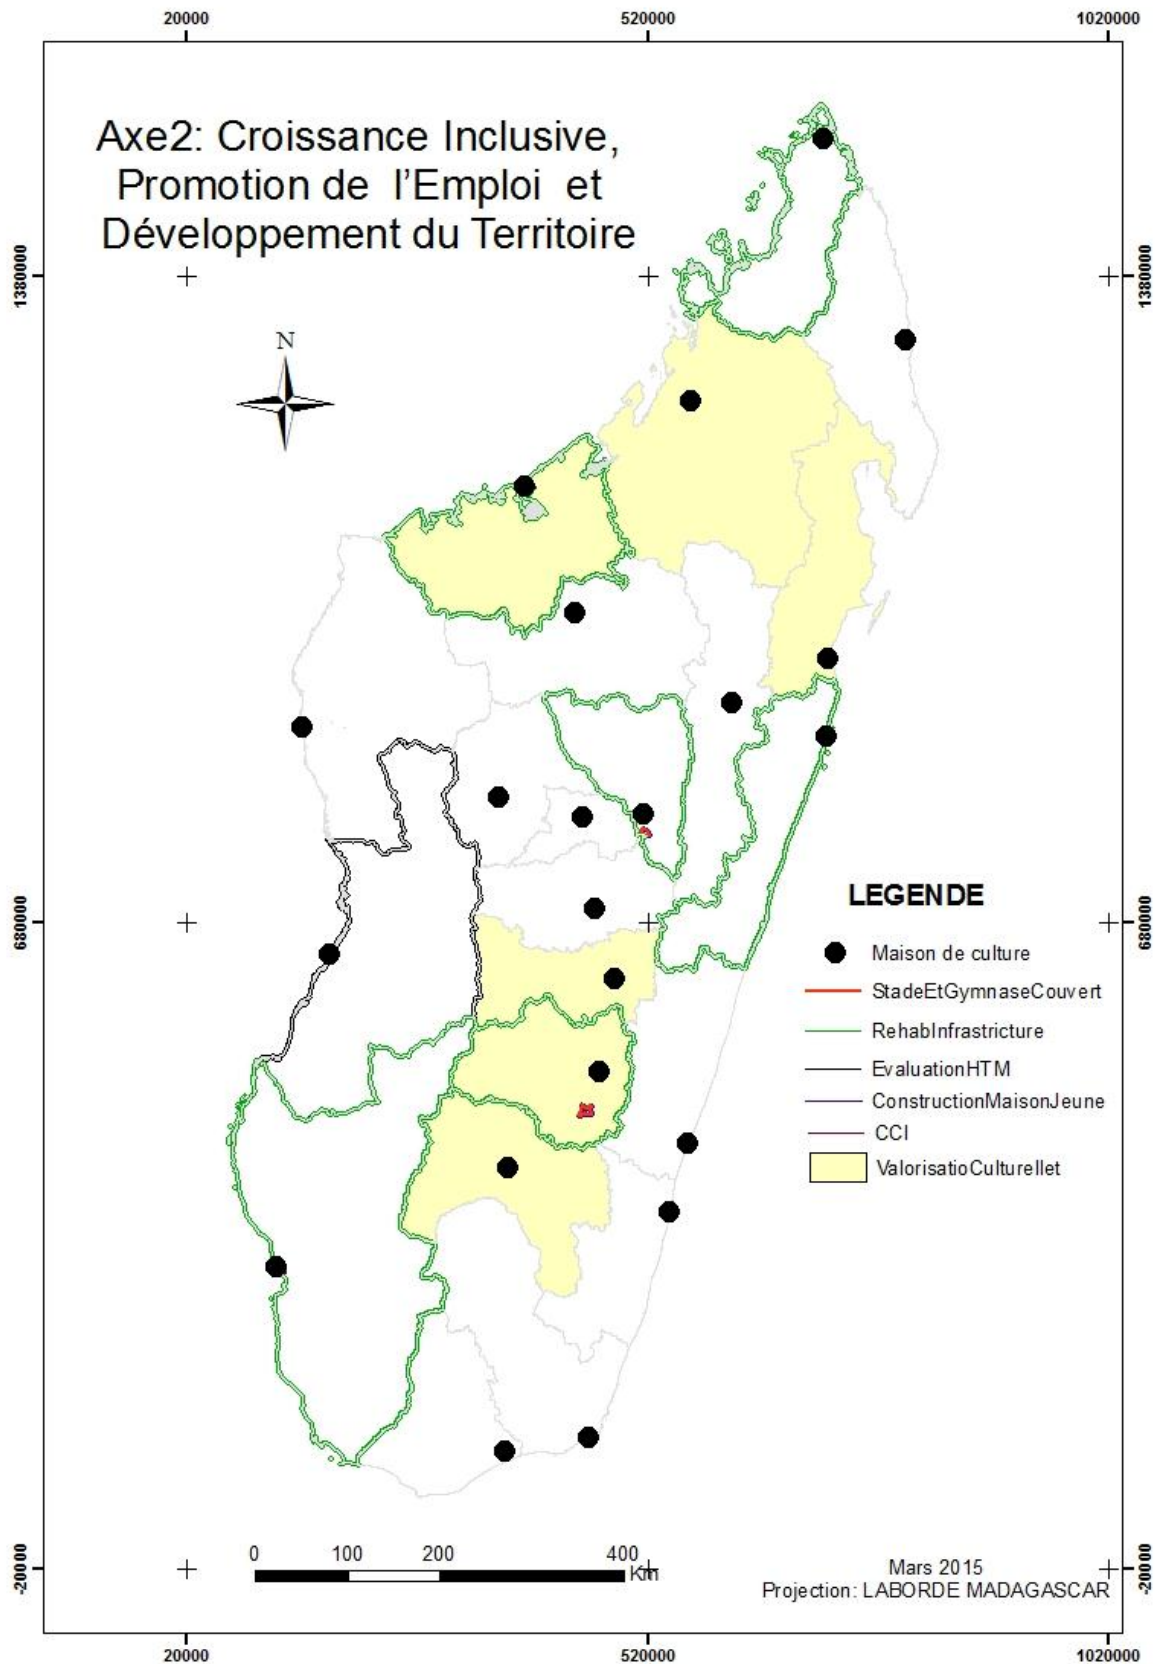 20000 520000 1020000
Axe2: Croissance Inclusive,
Promotion de l'Emploi et
Développement du Territoire
1380000 1380000
N
680000 680000
LEGENDE
Maison de culture
StadeEtGymnaseCouvert
RehabInfrastricture
EvaluationHTM
ConstructionMaisonJeune
CCI
ValorisatioCulturellet
0 100 200 400
Km
-20000 -20000
Mars 2015
Projection: LABORDE MADAGASCAR
20000 520000 1020000